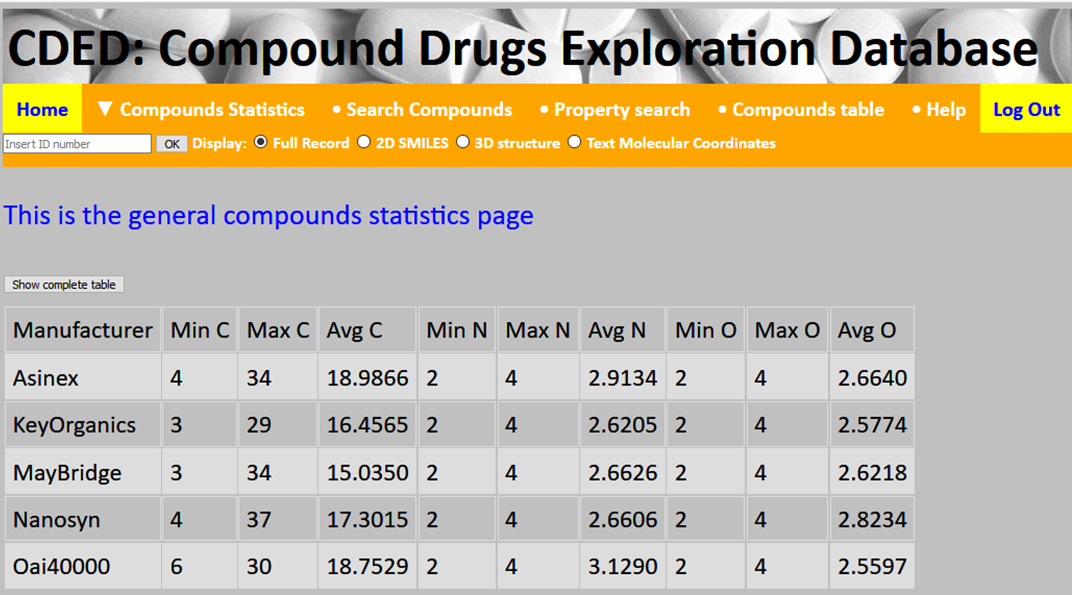 CDED: Compound Drugs Exploration Database
Home ▼ Compounds Statistics • Search Compounds • Property search • Compounds table • Help Log Out
Insert ID number OK Display: Full Record 2D SMILES 3D structure Text Molecular Coordinates
This is the general compounds statistics page
Show complete table
Manufacturer Min C Max C Avg C Min N Max N Avg N Min O Max O Avg O
Asinex 4 34 18.9866 2 4 2.9134 2 4 2.6640
KeyOrganics 3 29 16.4565 2 4 2.6205 2 4 2.5774
MayBridge 3 34 15.0350 2 4 2.6626 2 4 2.6218
Nanosyn 4 37 17.3015 2 4 2.6606 2 4 2.8234
Oai40000 6 30 18.7529 2 4 3.1290 2 4 2.5597